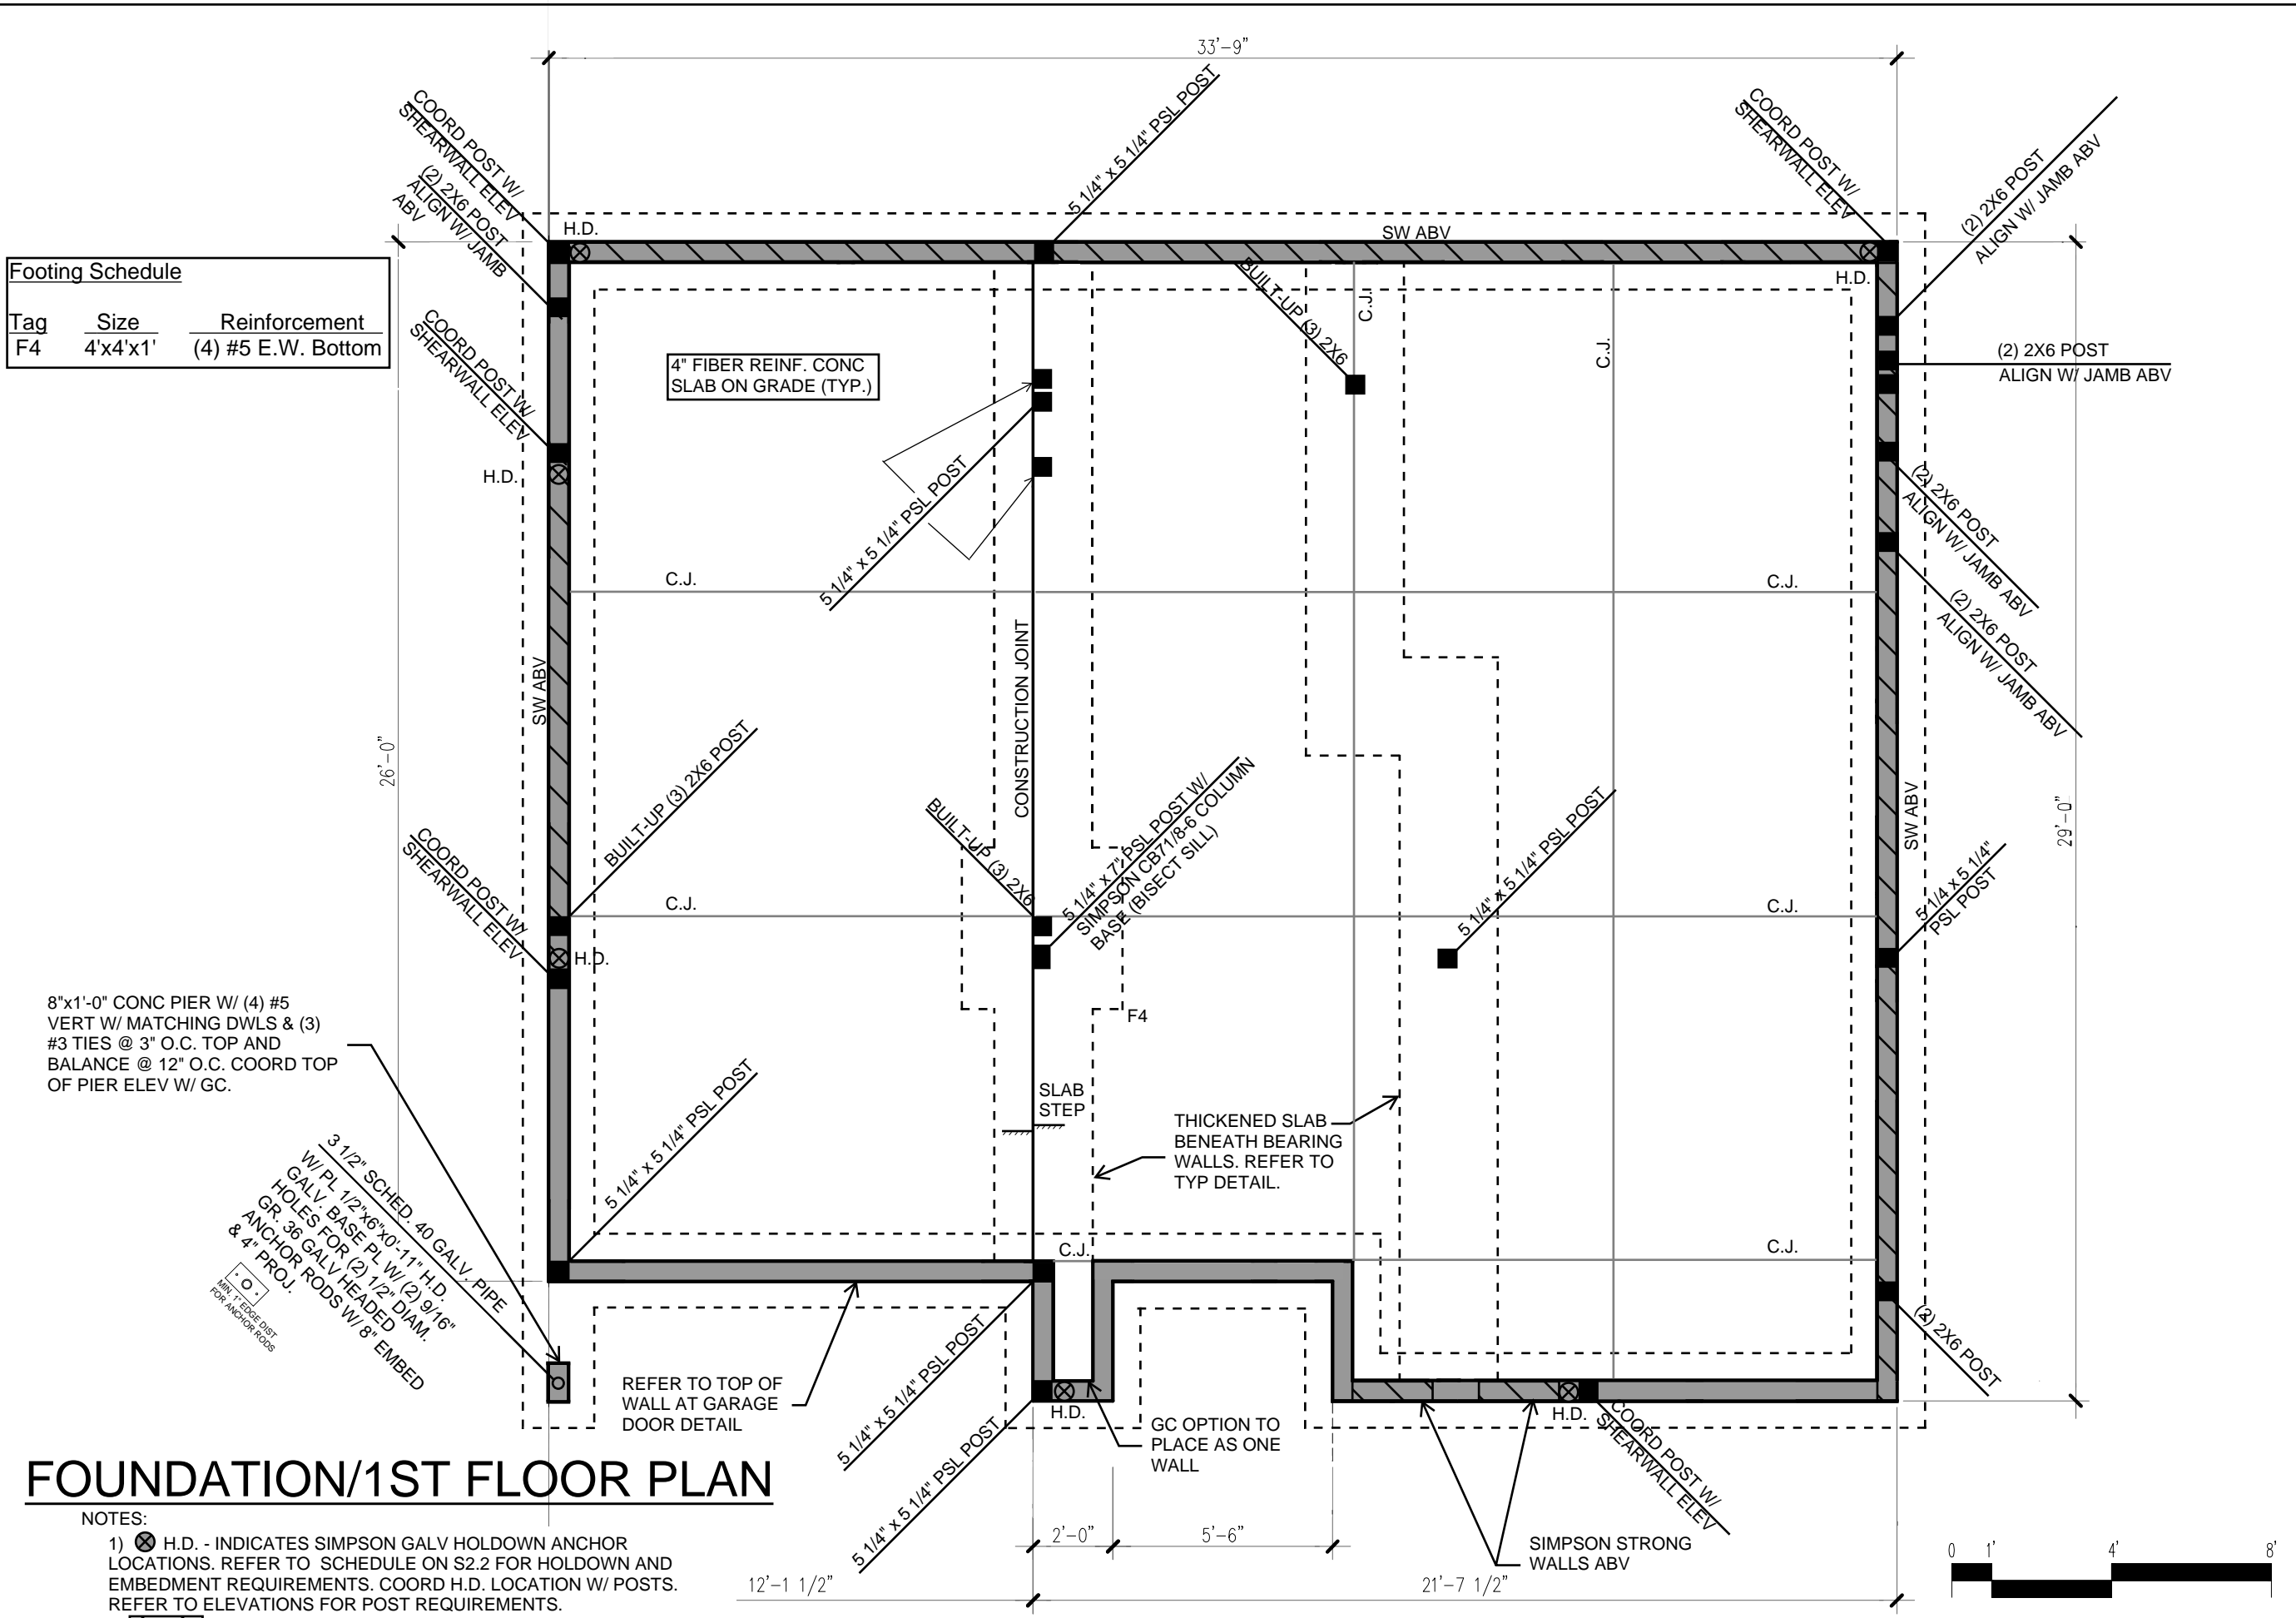 33'-9"
COORD POST W/
SHEARWALL ELEV
(2) 2X6 POST
ALIGN W/ JAMB
ABV
5 1/4" x 5 1/4" PSL POST
COORD POST W/
SHEARWALL ELEV
(2) 2X6 POST
ALIGN W/ JAMB ABV
H.D.
SW ABV
H.D.
Footing Schedule
Tag Size Reinforcement
F4 4'x4'x1' (4) #5 E.W. Bottom
COORD POST W/
SHEARWALL ELEV
4" FIBER REINF. CONC
SLAB ON GRADE (TYP.)
BUILT-UP (3) 2X6
C.J.
C.J.
(2) 2X6 POST
ALIGN W/ JAMB ABV
H.D.
5 1/4" x 5 1/4" PSL POST
(2) 2X6 POST
ALIGN W/ JAMB ABV
C.J.
C.J.
(2) 2X6 POST
ALIGN W/ JAMB ABV
SW ABV
CONSTRUCTION JOINT
26'-0"
BUILT-UP (3) 2X6 POST
BUILT-UP (3) 2X6
5 1/4" x 7" PSL POST W/
SIMPSON CB71/8-6 COLUMN
BASE (BISECT SILL)
5 1/4" x 5 1/4" PSL POST
SW ABV
29'-0"
COORD POST W/
SHEARWALL ELEV
C.J.
C.J.
5 1/4 x 5 1/4"
PSL POST
H.D.
F4
8"x1'-0" CONC PIER W/ (4) #5
VERT W/ MATCHING DWLS & (3)
#3 TIES @ 3" O.C. TOP AND
BALANCE @ 12" O.C. COORD TOP
OF PIER ELEV W/ GC.
5 1/4" x 5 1/4" PSL POST
SLAB
STEP
THICKENED SLAB
BENEATH BEARING
WALLS. REFER TO
TYP DETAIL.
3 1/2" SCHED. 40 GALV. PIPE
W/ PL 1/2"x6"x0'-11" H.D.
GALV. BASE PL W/ (2) 9/16"
HOLES FOR (2) 1/2" DIAM.
GR. 36 GALV HEADED
ANCHOR RODS W/ 8" EMBED
& 4" PROJ.
MIN. 1" EDGE DIST
FOR ANCHOR RODS
C.J.
C.J.
REFER TO TOP OF
WALL AT GARAGE
DOOR DETAIL
5 1/4" x 5 1/4" PSL POST
(2) 2X6 POST
H.D.
H.D.
5 1/4" x 5 1/4" PSL POST
GC OPTION TO
PLACE AS ONE
WALL
COORD POST W/
SHEARWALL ELEV
FOUNDATION/1ST FLOOR PLAN
NOTES:
1) H.D. - INDICATES SIMPSON GALV HOLDOWN ANCHOR
LOCATIONS. REFER TO SCHEDULE ON S2.2 FOR HOLDOWN AND
EMBEDMENT REQUIREMENTS. COORD H.D. LOCATION W/ POSTS.
REFER TO ELEVATIONS FOR POST REQUIREMENTS.
2'-0"
5'-6"
SIMPSON STRONG
WALLS ABV
12'-1 1/2"
21'-7 1/2"
0 1' 4' 8'